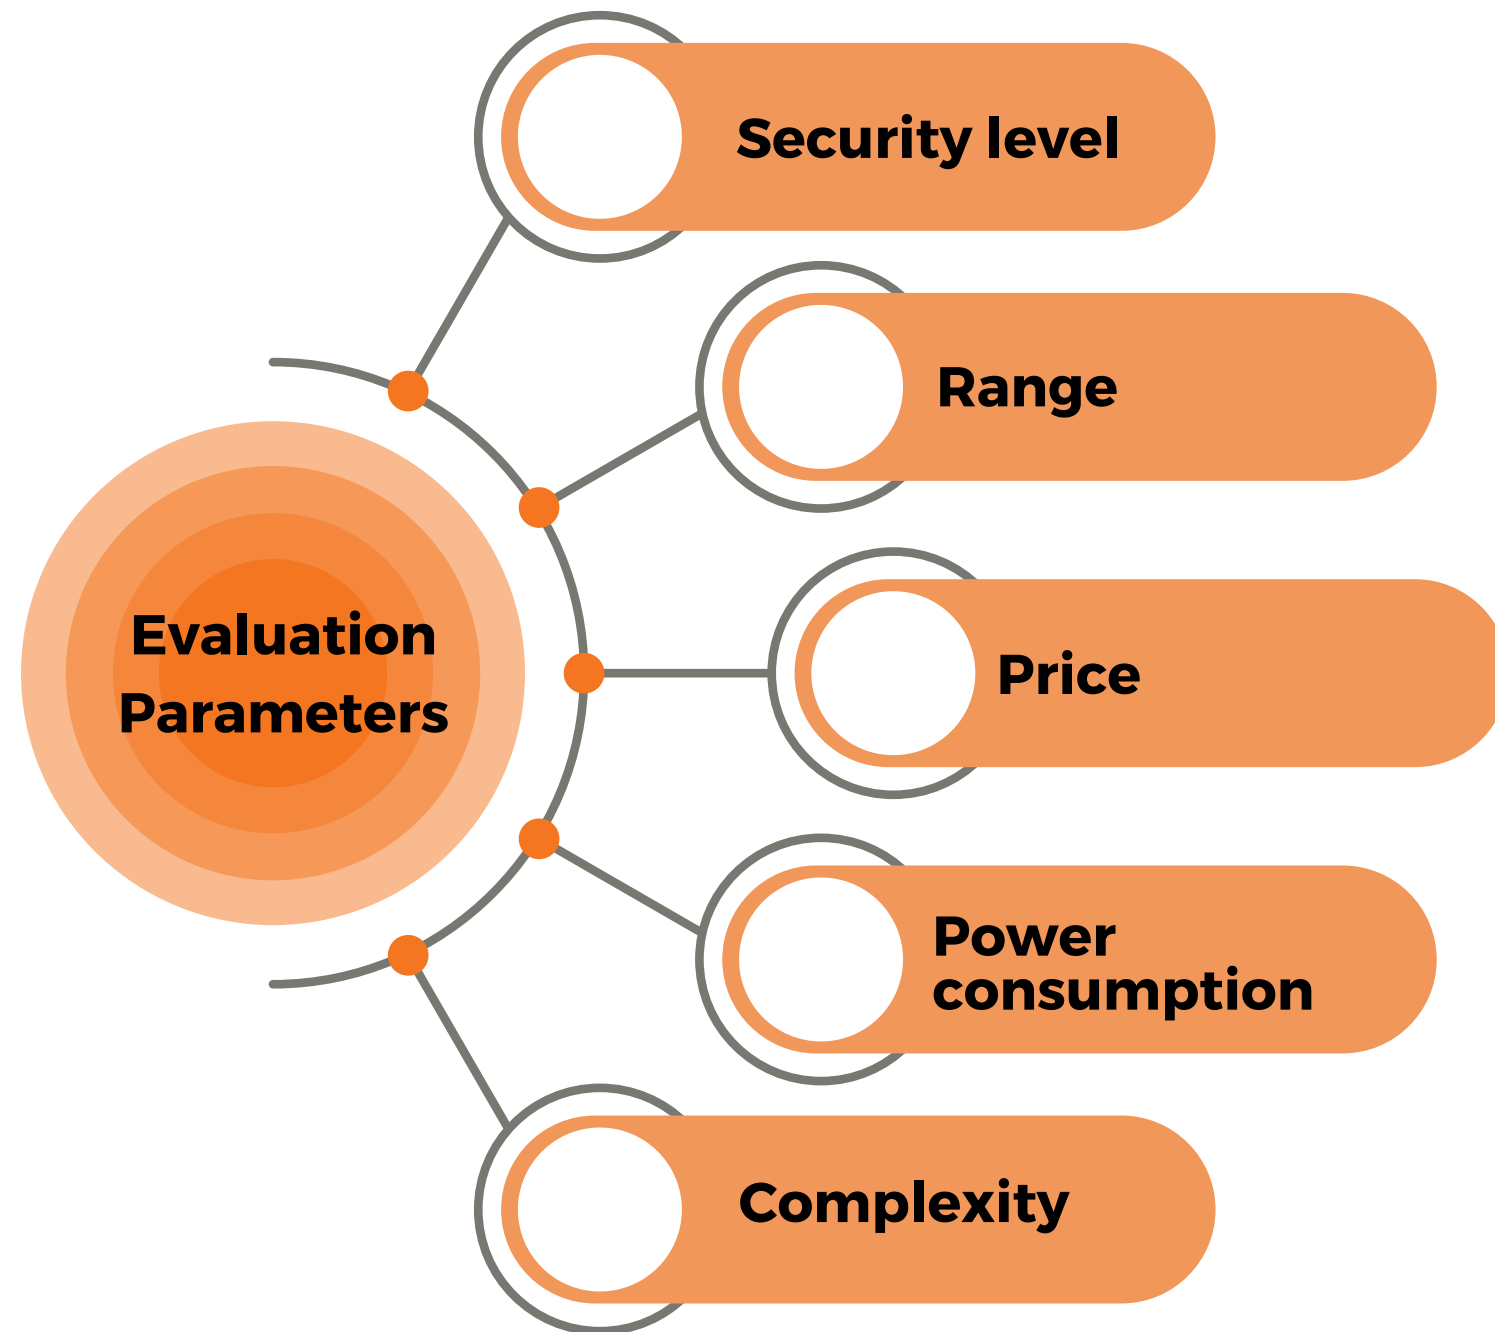 Security level
Range
Evaluation
Parameters
Price
Power
consumption
Complexity